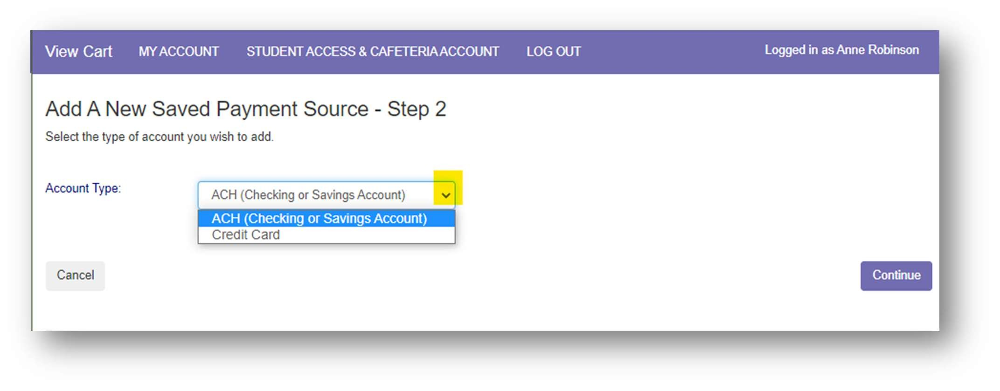 View Cart MY ACCOUNT STUDENT ACCESS & CAFETERIA ACCOUNT LOG OUT Logged in as Anne Robinson
Add A New Saved Payment Source - Step 2
Select the type of account you wish to add.
Account Type: ACH (Checking or Savings Account)
ACH (Checking or Savings Account)
Credit Card
Cancel Continue